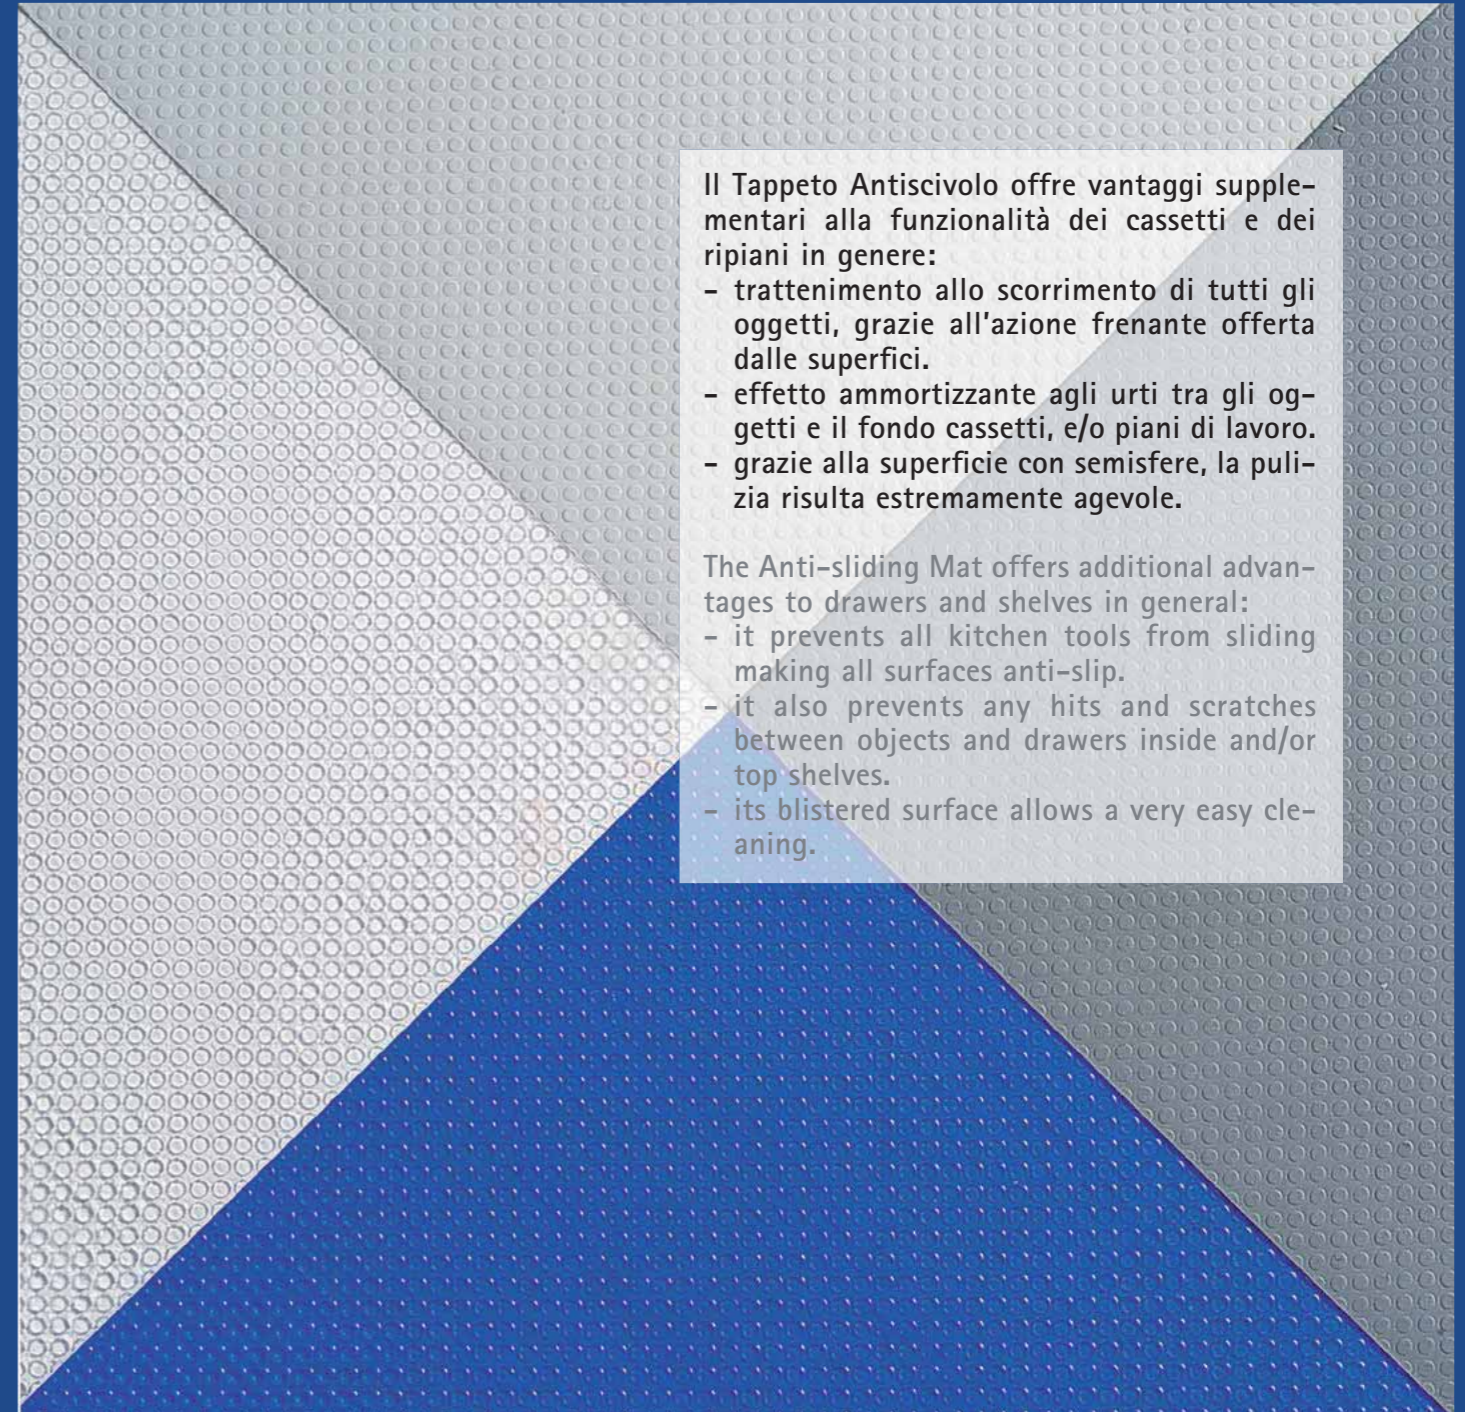 Il Tappeto Antiscivolo offre vantaggi supple-
mentari alla funzionalità dei cassetti e dei
ripiani in genere:
- trattenimento allo scorrimento di tutti gli
oggetti, grazie all'azione frenante offerta
dalle superfici.
- effetto ammortizzante agli urti tra gli og-
getti e il fondo cassetti, e/o piani di lavoro.
- grazie alla superficie con semisfere, la puli-
zia risulta estremamente agevole.
The Anti-sliding Mat offers additional advan-
tages to drawers and shelves in general:
- it prevents all kitchen tools from sliding
making all surfaces anti-slip.
- it also prevents any hits and scratches
between objects and drawers inside and/or
top shelves.
- its blistered surface allows a very easy cle-
aning.